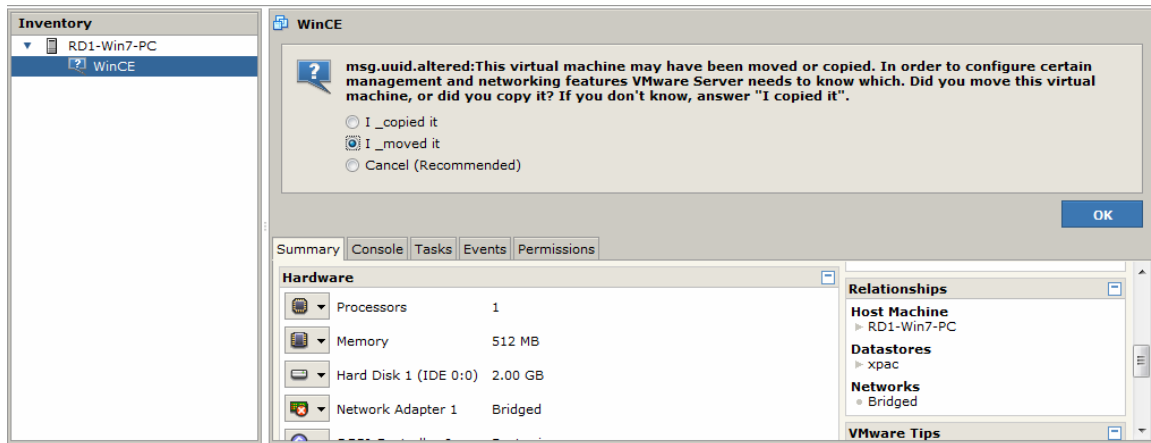 Inventory
RD1-Win7-PC
WinCE
WinCE
msg.uuid.altered:This virtual machine may have been moved or copied. In order to configure certain
management and networking features VMware Server needs to know which. Did you move this virtual
machine, or did you copy it? If you don't know, answer "I copied it".
I _copied it
I _moved it
Cancel (Recommended)
OK
Summary Console Tasks Events Permissions
Hardware
Processors 1
Memory 512 MB
Hard Disk 1 (IDE 0:0) 2.00 GB
Network Adapter 1 Bridged
Relationships
Host Machine
RD1-Win7-PC
Datastores
xpac
Networks
Bridged
VMware Tips